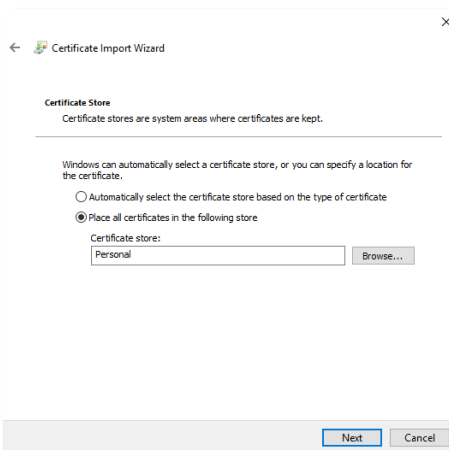 Certificate Import Wizard
Certificate Store
Certificate stores are system areas where certificates are kept.
Windows can automatically select a certificate store, or you can specify a location for
the certificate.
Automatically select the certificate store based on the type of certificate
Place all certificates in the following store
Certificate store:
Personal
Browse...
Next
Cancel